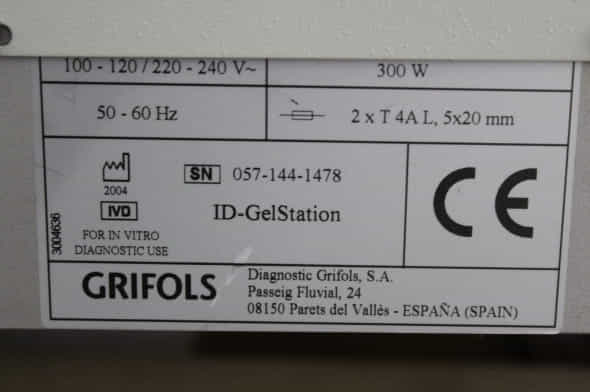 100 - 120 / 220 - 240 V~
300 W
50 - 60 Hz
2 x T 4A L, 5x20 mm
2004
SN 057-144-1478
IVD
ID-GelStation
FOR IN VITRO
DIAGNOSTIC USE
3004636
CE
GRIFOLS
Diagnostic Grifols, S.A.
Passeig Fluvial, 24
08150 Parets del Vallès - ESPAÑA (SPAIN)